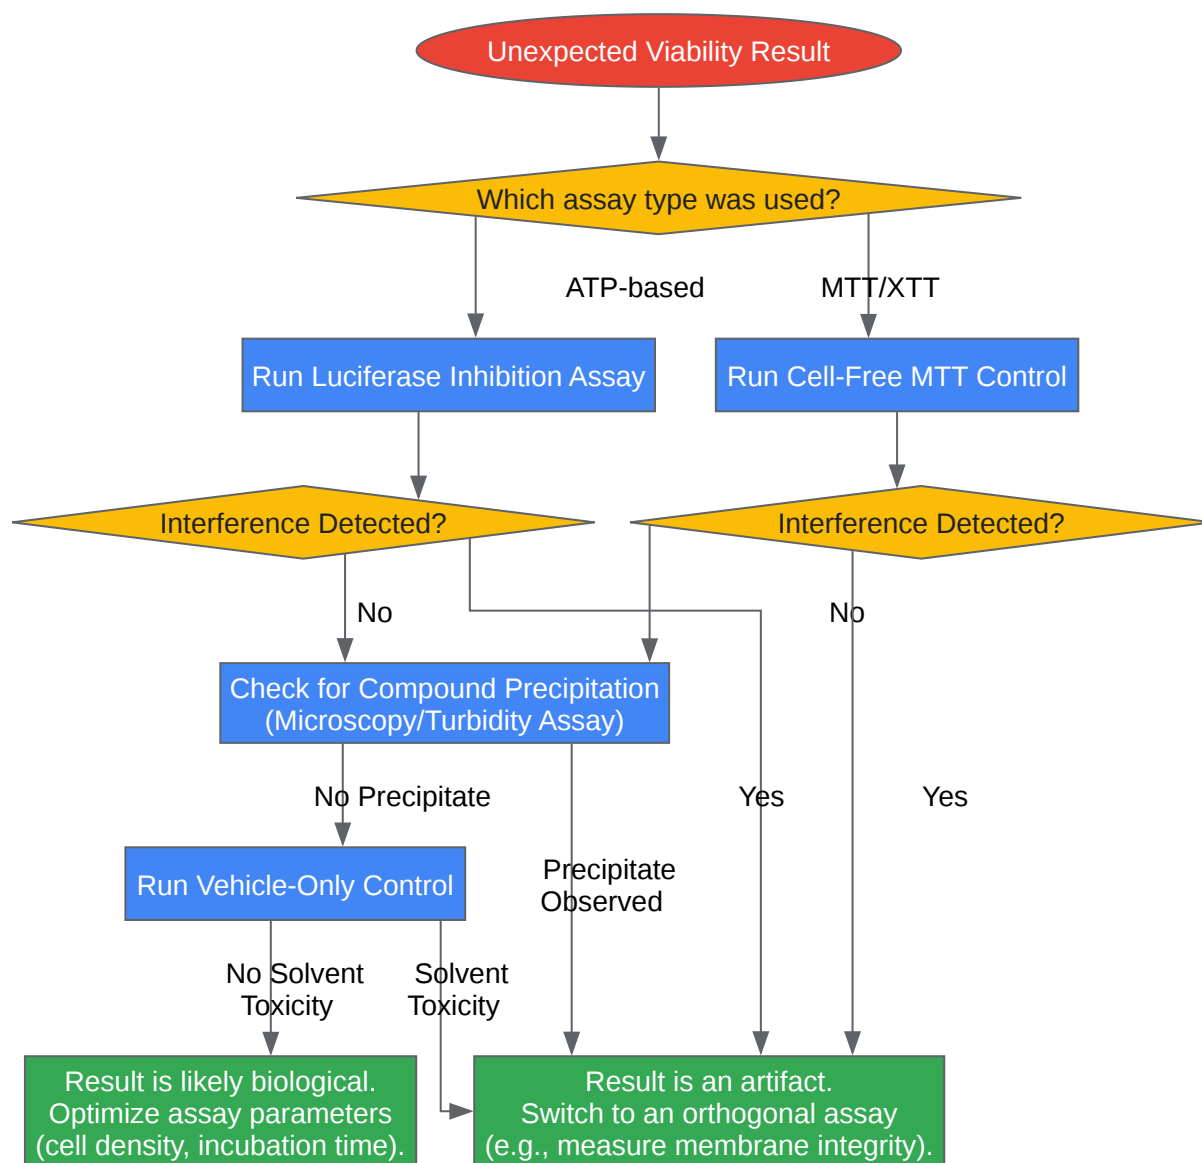 Unexpected Viability Result
Which assay type was used?
ATP-based
MTT/XTT
Run Luciferase Inhibition Assay
Run Cell-Free MTT Control
Interference Detected?
Interference Detected?
No
No
Check for Compound Precipitation
(Microscopy/Turbidity Assay)
No Precipitate
Yes
Yes
Precipitate
Observed
Run Vehicle-Only Control
No Solvent
Toxicity
Solvent
Toxicity
Result is likely biological.
Optimize assay parameters
(cell density, incubation time).
Result is an artifact.
Switch to an orthogonal assay
(e.g., measure membrane integrity).